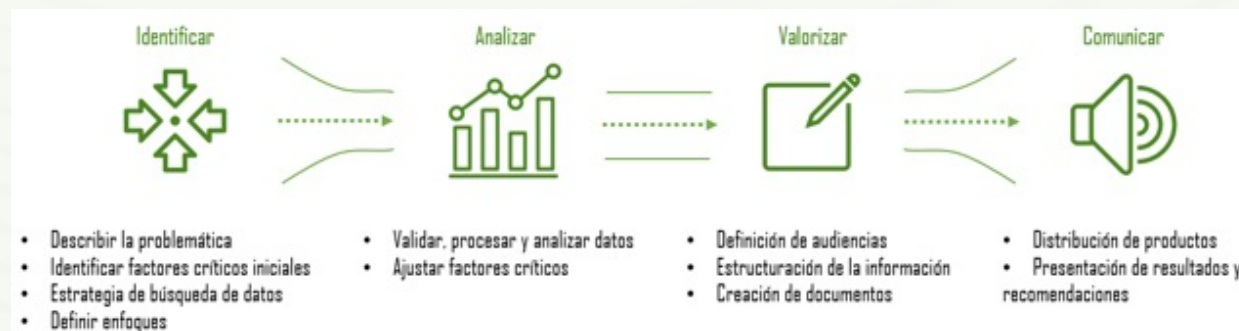 Identificar
Analizar
Valorizar
Comunicar
• Describir la problemática
• Identificar factores críticos iniciales
• Estrategia de búsqueda de datos
• Definir enfoques
• Validar, procesar y analizar datos
• Ajustar factores críticos
• Definición de audiencias
• Estructuración de la información
• Creación de documentos
• Distribución de productos
• Presentación de resultados y
recomendaciones